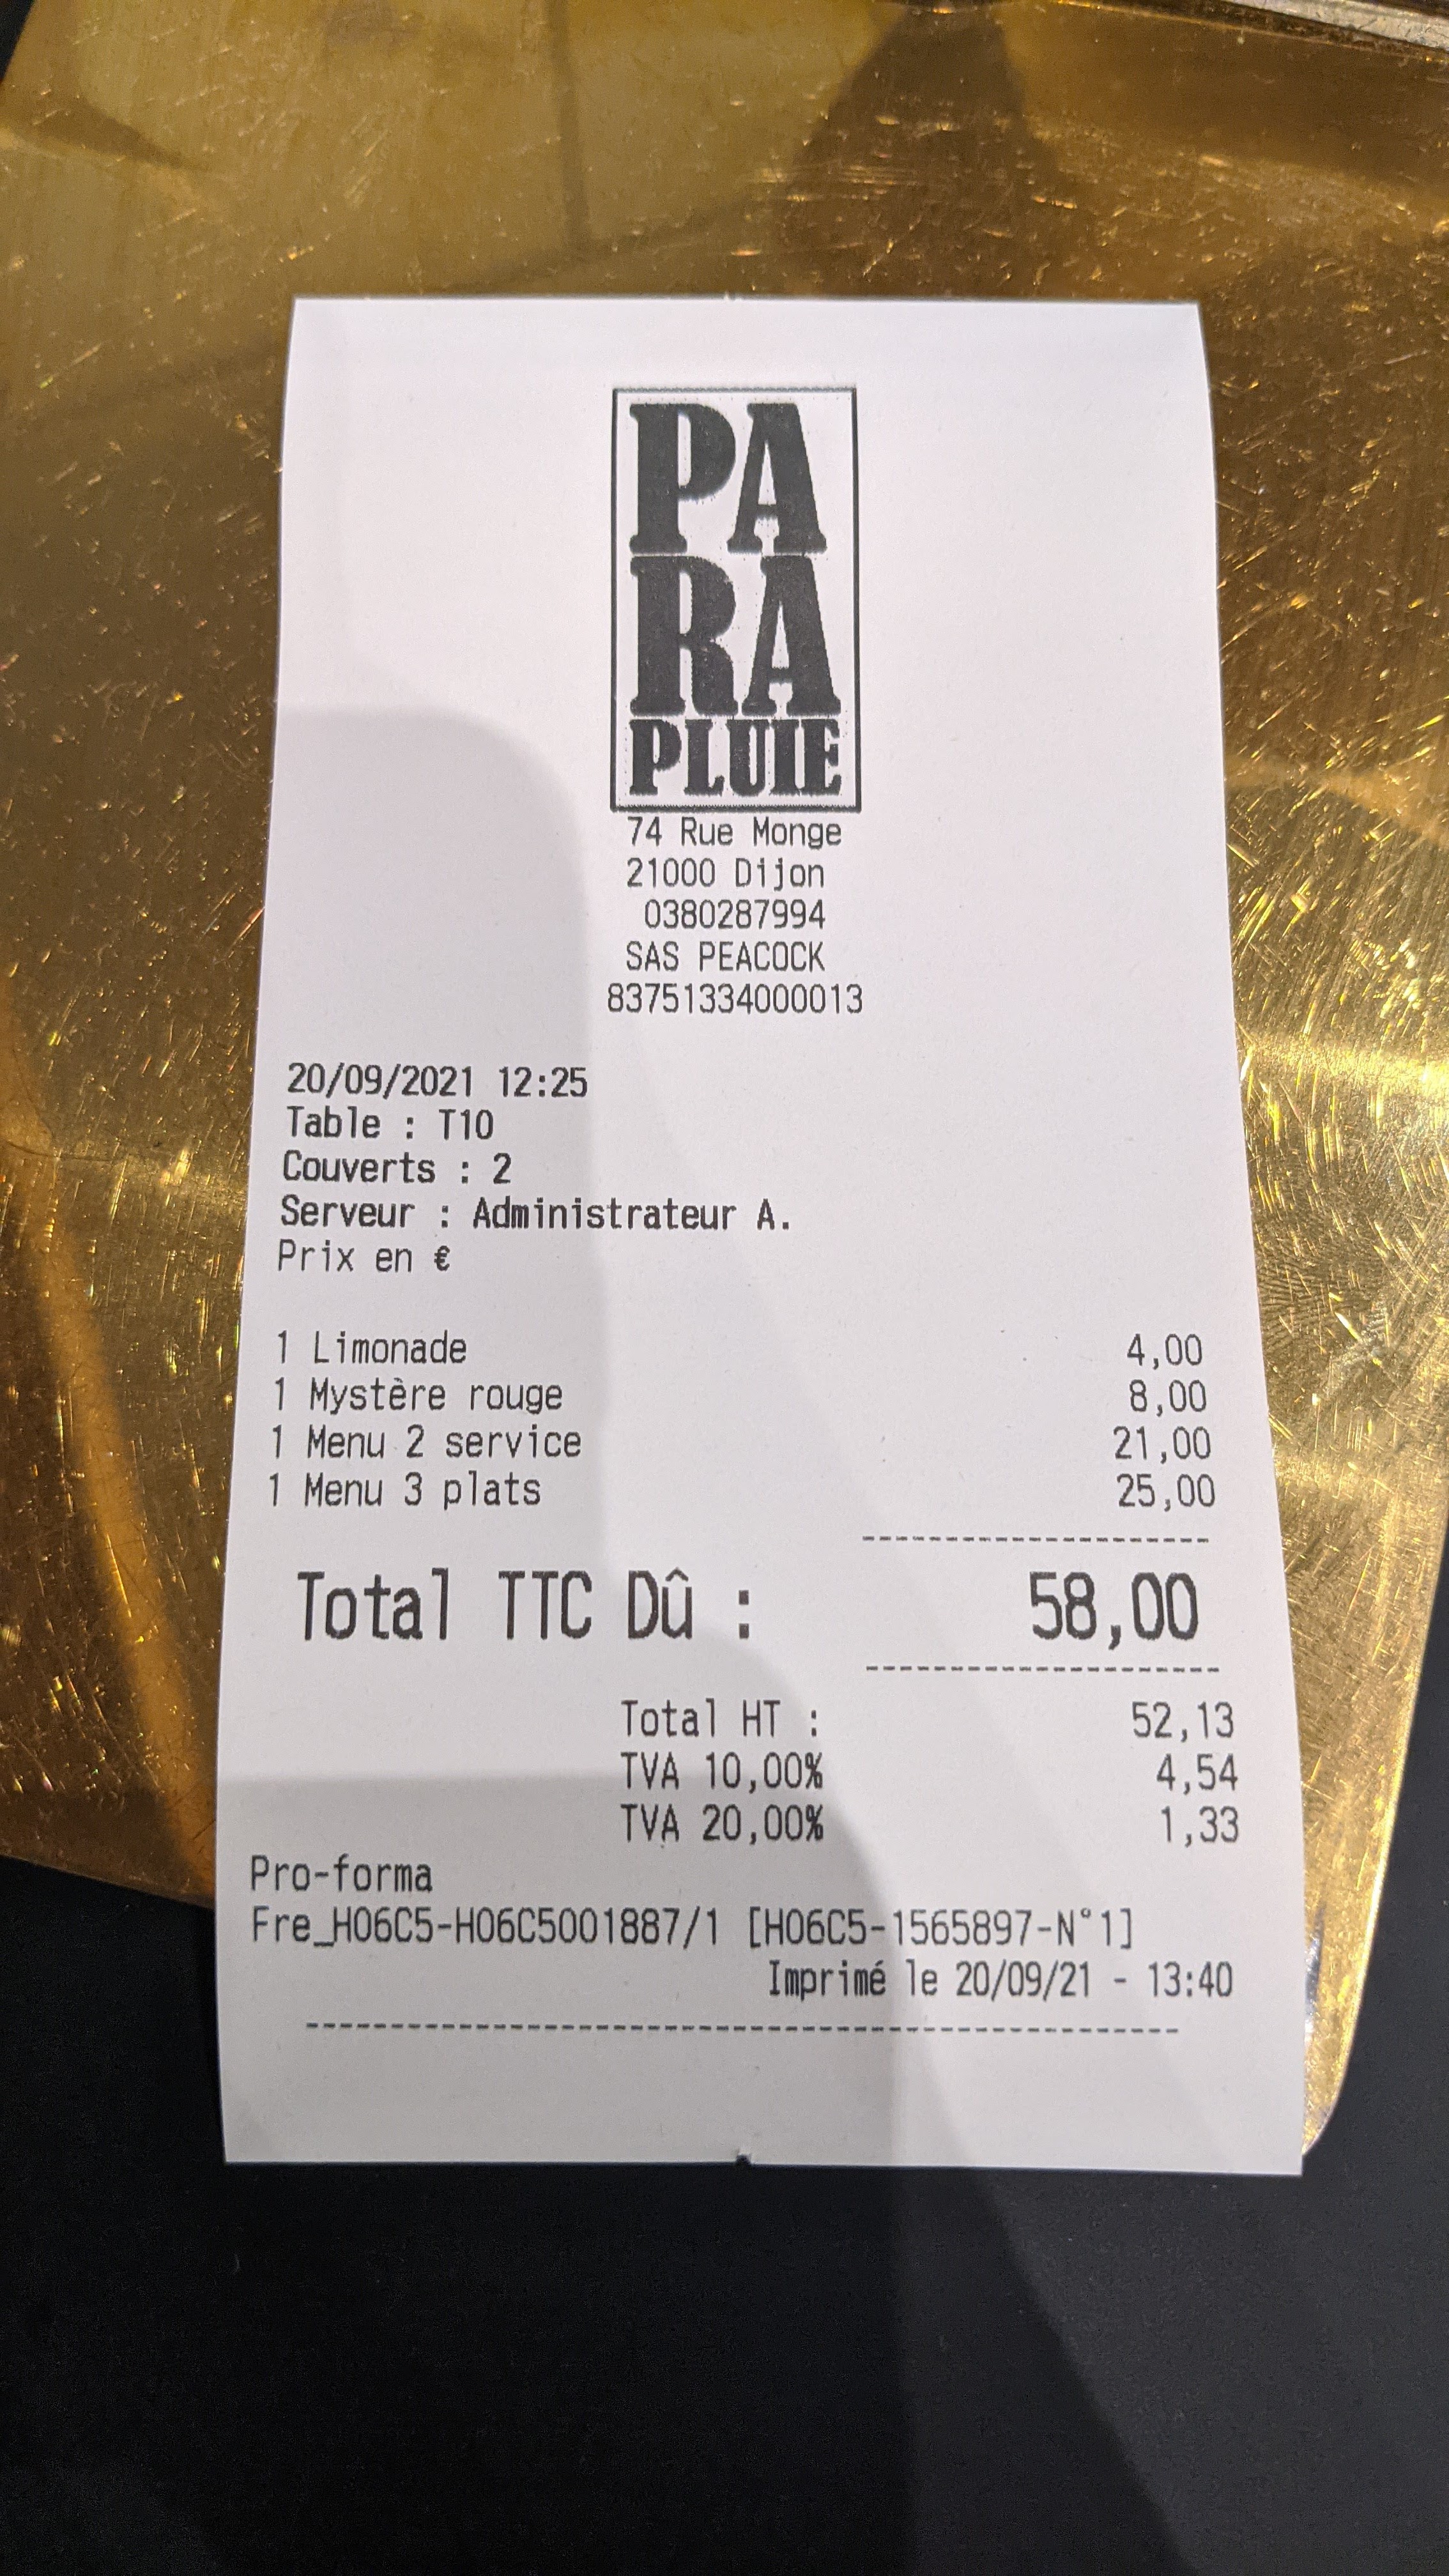 PA
RA
PLUIE
74 Rue Monge
21000 Dijon
0380287994
SAS PEACOCK
83751334000013
20/09/2021 12:25
Table : T10
Couverts : 2
Serveur : Administrateur A.
Prix en €
1 Limonade 4,00
1 Mystère rouge 8,00
1 Menu 2 service 21,00
1 Menu 3 plats 25,00
--------------------
Total TTC Dû : 58,00
--------------------
Total HT : 52,13
TVA 10,00% 4,54
TVA 20,00% 1,33
Pro-forma
Fre_H06C5-H06C5001887/1 [H06C5-1565897-N°1]
Imprimé le 20/09/21 - 13:40
--------------------------------------------------